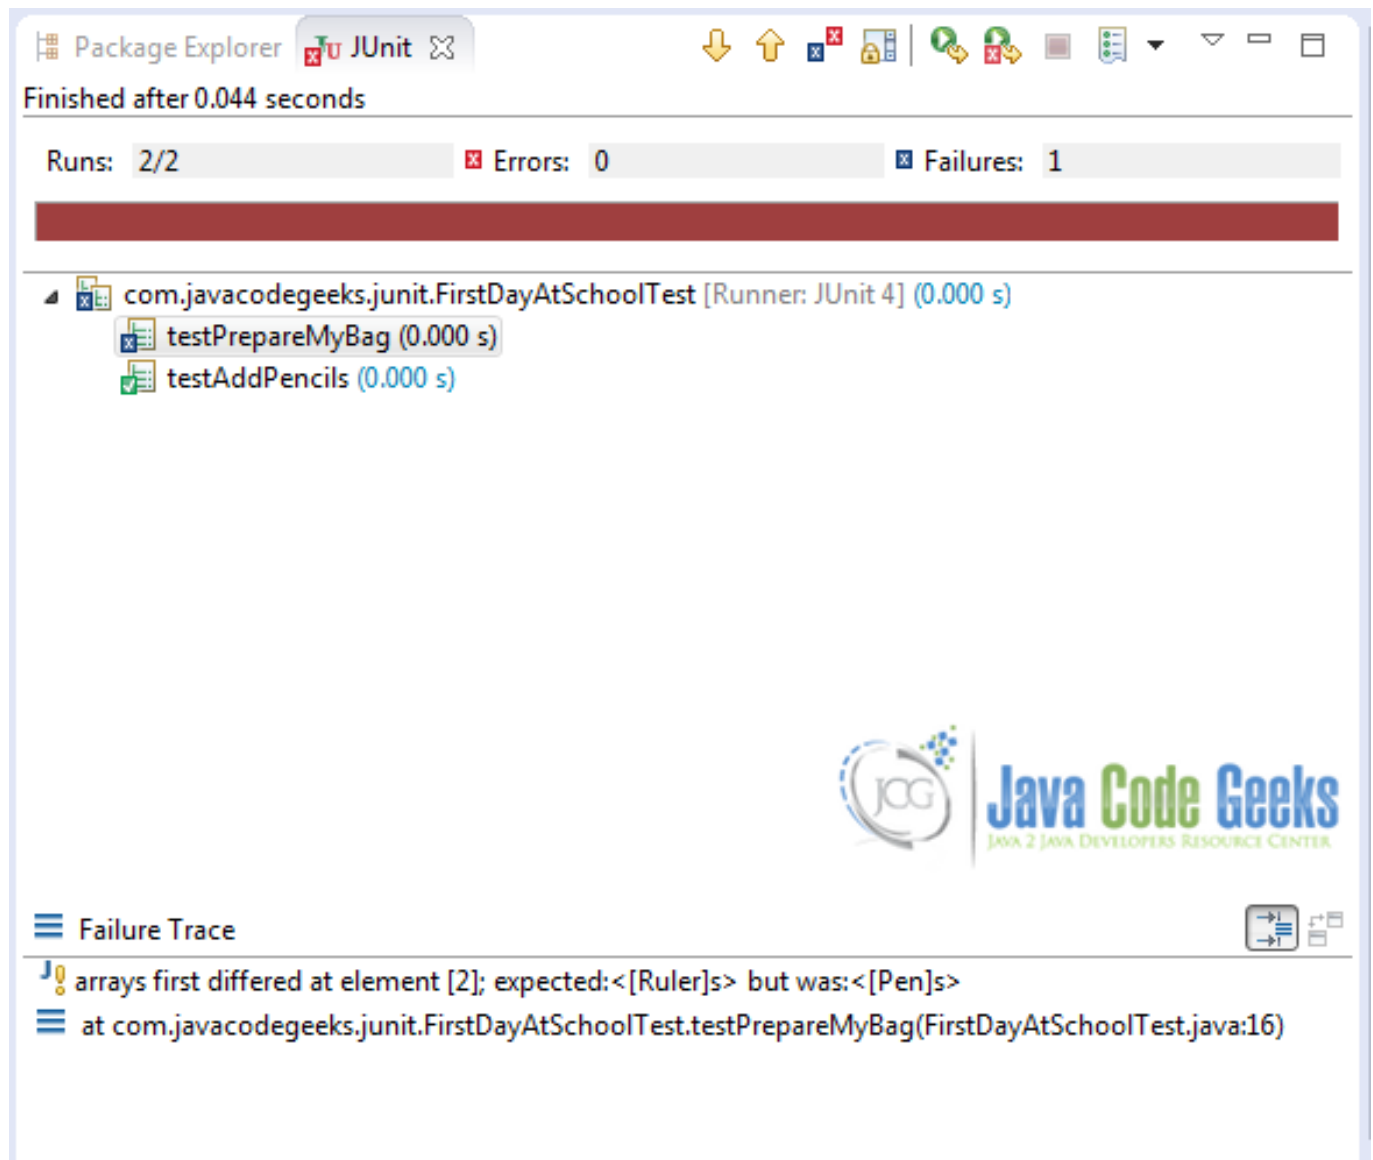 Package Explorer JUnit
Finished after 0.044 seconds
Runs: 2/2 Errors: 0 Failures: 1
com.javacodegeeks.junit.FirstDayAtSchoolTest [Runner: JUnit 4] (0.000 s)
testPrepareMyBag (0.000 s)
testAddPencils (0.000 s)
JCG
Java Code Geeks
JAVA 2 JAVA DEVELOPERS RESOURCE CENTER
Failure Trace
arrays first differed at element [2]; expected:<[Ruler]s> but was:<[Pen]s>
at com.javacodegeeks.junit.FirstDayAtSchoolTest.testPrepareMyBag(FirstDayAtSchoolTest.java:16)